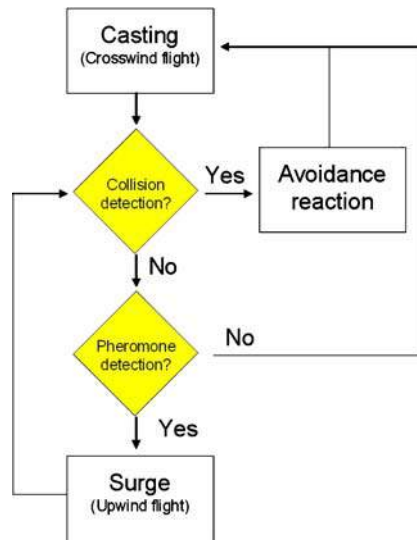 Casting
(Crosswind flight)
Collision
detection?
Yes
Avoidance
reaction
No
Pheromone
detection?
No
Yes
Surge
(Upwind flight)